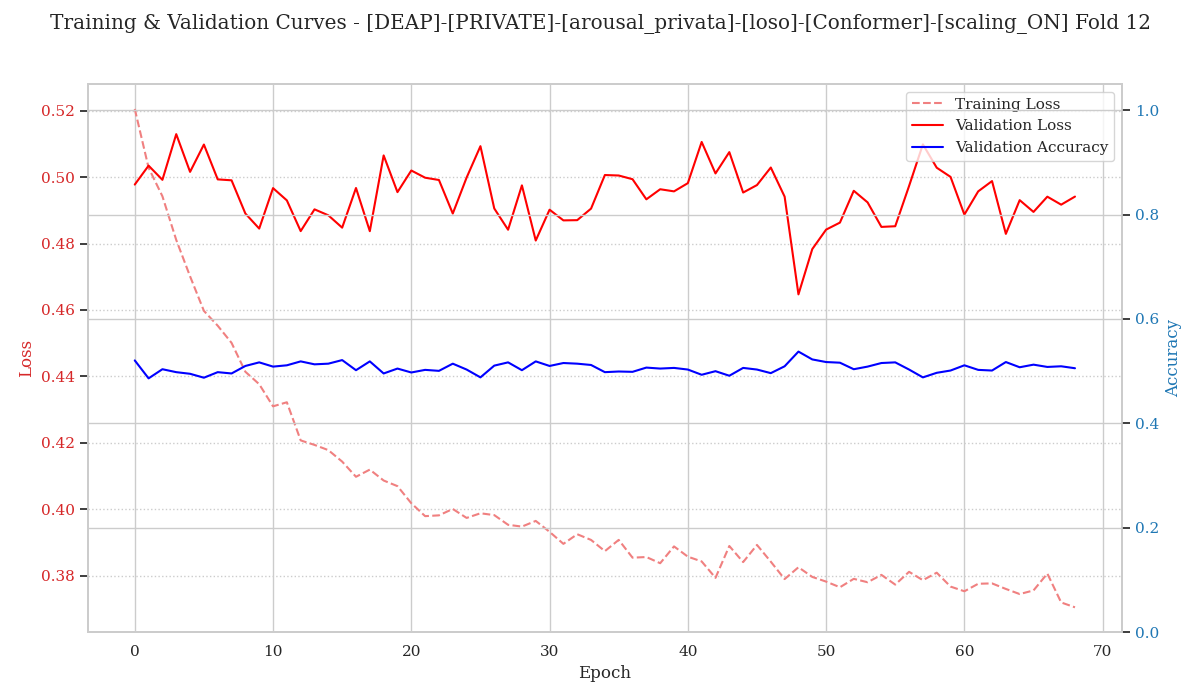 Training & Validation Curves - [DEAP]-[PRIVATE]-[arousal_privata]-[loso]-[Conformer]-[scaling_ON] Fold 12
Training Loss
Validation Loss
Validation Accuracy
0.52
0.50
0.48
0.46
0.44
0.42
0.40
0.38
Loss
1.0
0.8
0.6
0.4
0.2
0.0
Accuracy
0 10 20 30 40 50 60 70
Epoch